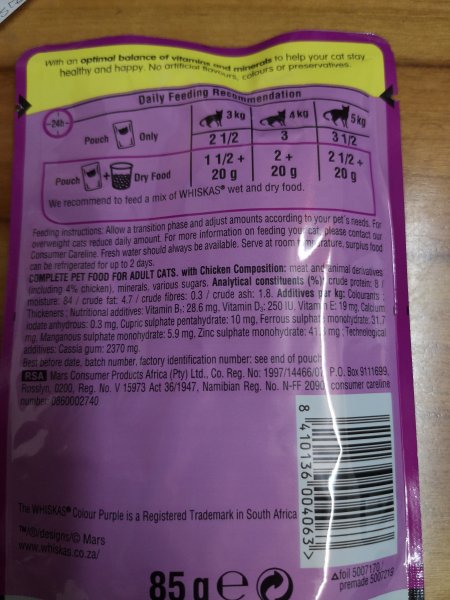 With an optimal balance of vitamins and minerals to help your cat stay
healthy and happy. No artificial flavours, colours or preservatives.
Daily Feeding Recommendation
24h
3 kg
4 kg
5 kg
Pouch Only
2 1/2
3
3 1/2
Pouch + Dry Food
1 1/2 +
20 g
2 +
20 g
2 1/2 +
20 g
We recommend to feed a mix of WHISKAS® wet and dry food.
Feeding instructions: Allow a transition phase and adjust amounts according to your pet's needs. For
overweight cats reduce daily amount. For more information on feeding your cat, please contact our
Consumer Careline. Fresh water should always be available. Serve at room temperature, surplus food
can be refrigerated for up to 2 days.
COMPLETE PET FOOD FOR ADULT CATS. with Chicken Composition: meat and animal derivatives
(including 4% chicken), minerals, various sugars. Analytical constituents (%): crude protein: 8 /
moisture: 84 / crude fat: 4.7 / crude fibres: 0.3 / crude ash: 1.8. Additives per kg: Colourants ;
Thickeners ; Nutritional additives: Vitamin B₁: 28.6 mg, Vitamin D₃: 250 IU, Vitamin E: 19 mg, Calcium
iodate anhydrous: 0.3 mg, Cupric sulphate pentahydrate: 10 mg, Ferrous sulphate monohydrate: 31.7
mg, Manganous sulphate monohydrate: 5.9 mg, Zinc sulphate monohydrate: mg ; Technological
additives: Cassia gum: 2370 mg.
Best before date, batch number, factory identification number: see end of pouch
RSA Mars Consumer Products Africa (Pty) Ltd., Co. Reg. No: 1997/14466/07, P.O. Box 9111699,
Rosslyn, 0200, Reg. No. V 15973 Act 36/1947, Namibian Reg. No. N-FF 2090, consumer careline
number: 0860002740
8 410136 004063 >
The WHISKAS® Colour Purple is a Registered Trademark in South Africa
™/®/designs/© Mars
www.whiskas.co.za/
85 g e
foil 5007170 /
premade 5007219